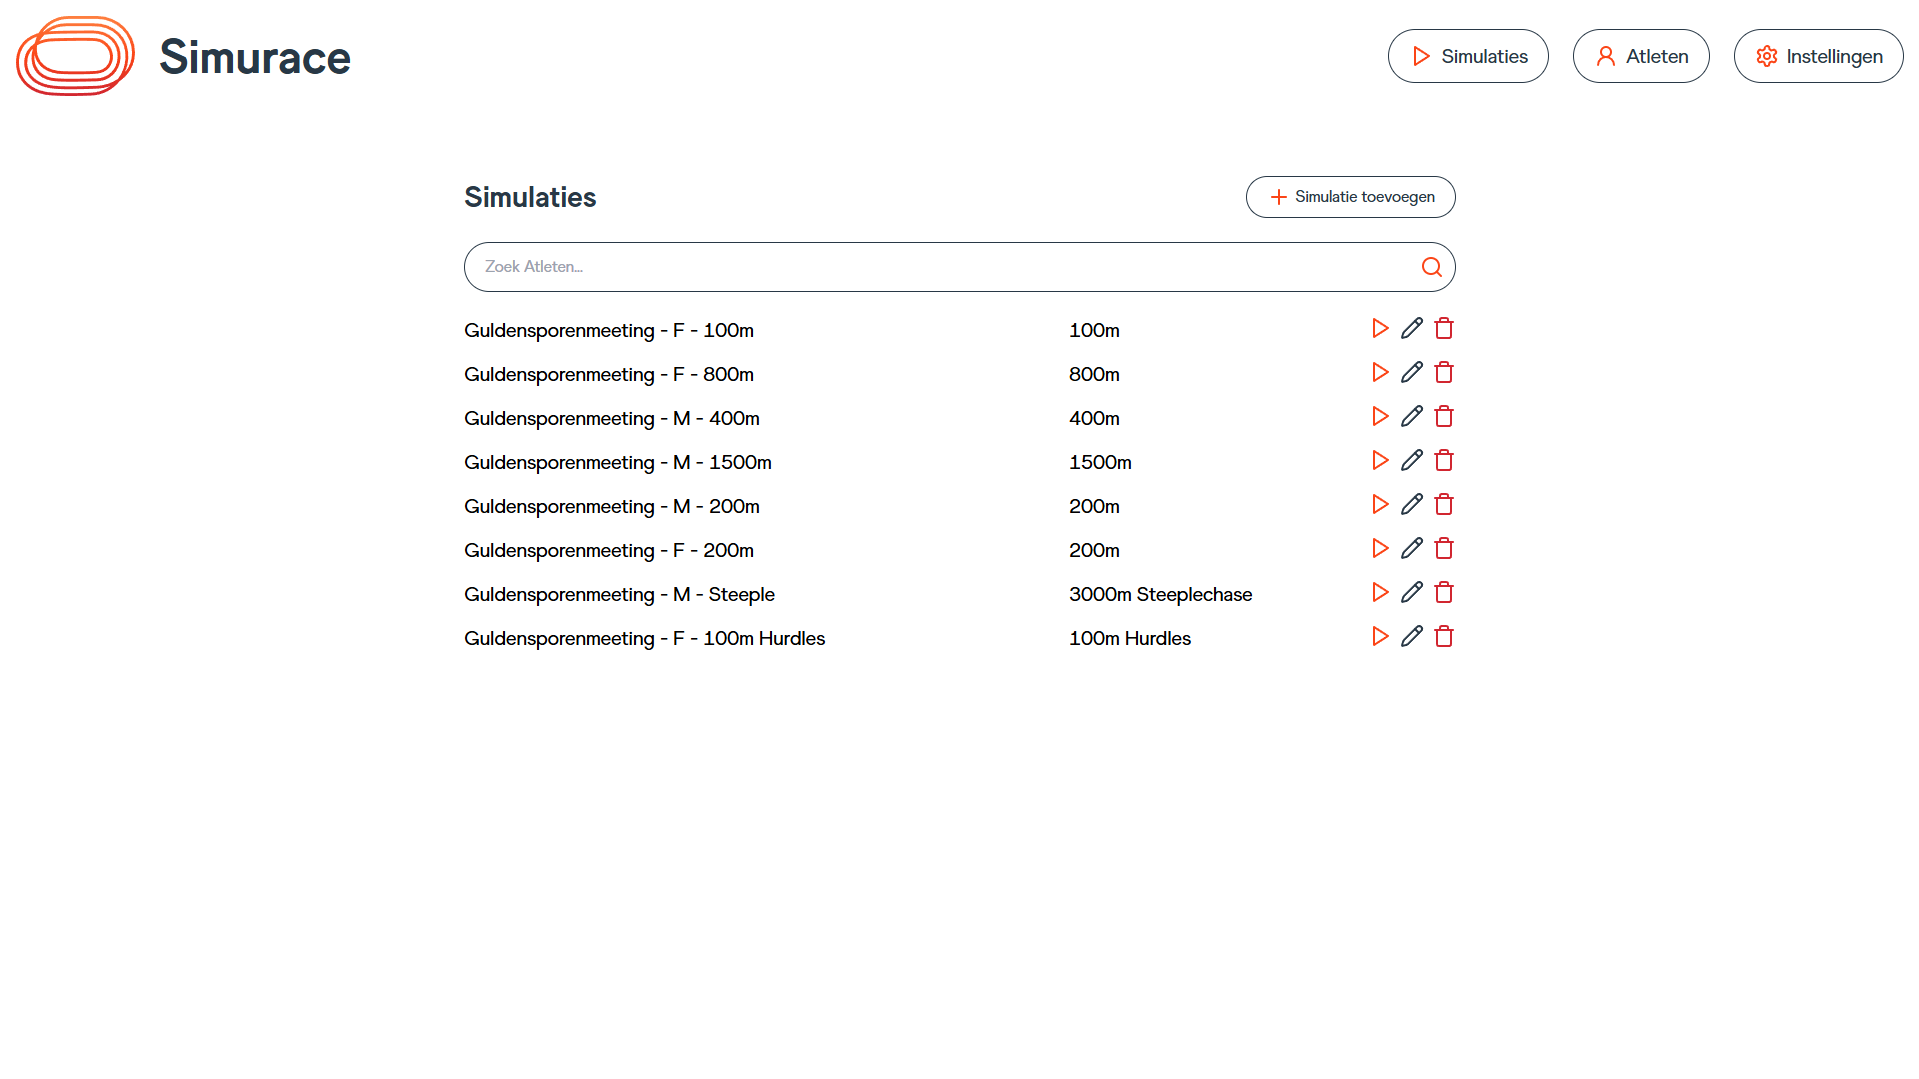 Simurace
Simulaties
Atleten
Instellingen
Simulaties
Simulatie toevoegen
Zoek Atleten...
Guldensporenmeeting - F - 100m 100m
Guldensporenmeeting - F - 800m 800m
Guldensporenmeeting - M - 400m 400m
Guldensporenmeeting - M - 1500m 1500m
Guldensporenmeeting - M - 200m 200m
Guldensporenmeeting - F - 200m 200m
Guldensporenmeeting - M - Steeple 3000m Steeplechase
Guldensporenmeeting - F - 100m Hurdles 100m Hurdles